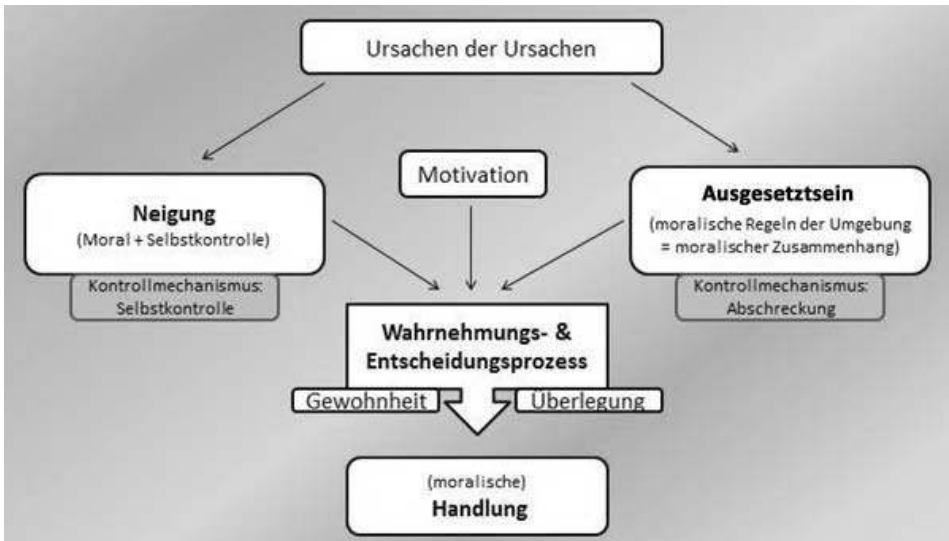 Ursachen der Ursachen
Motivation
Neigung
(Moral + Selbstkontrolle)
Kontrollmechanismus:
Selbstkontrolle
Ausgesetztsein
(moralische Regeln der Umgebung
= moralischer Zusammenhang)
Kontrollmechanismus:
Abschreckung
Wahrnehmungs- &
Entscheidungsprozess
Gewohnheit
Überlegung
(moralische)
Handlung